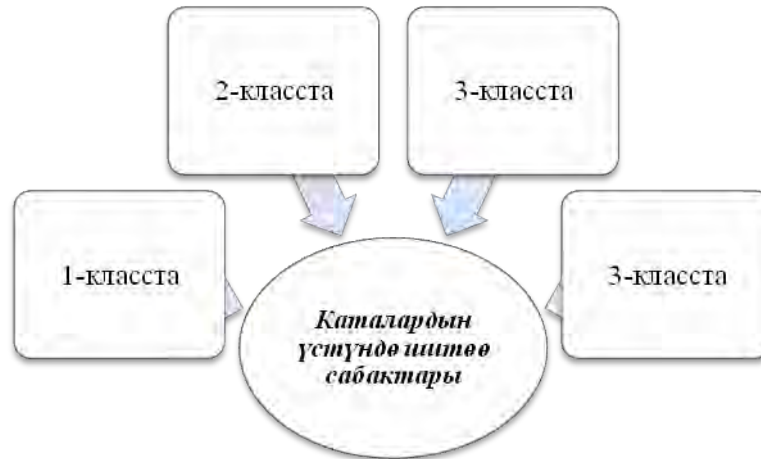 2-класста
3-класста
1-класста
3-класста
Каталардын
үстүндө иштөө
сабактары